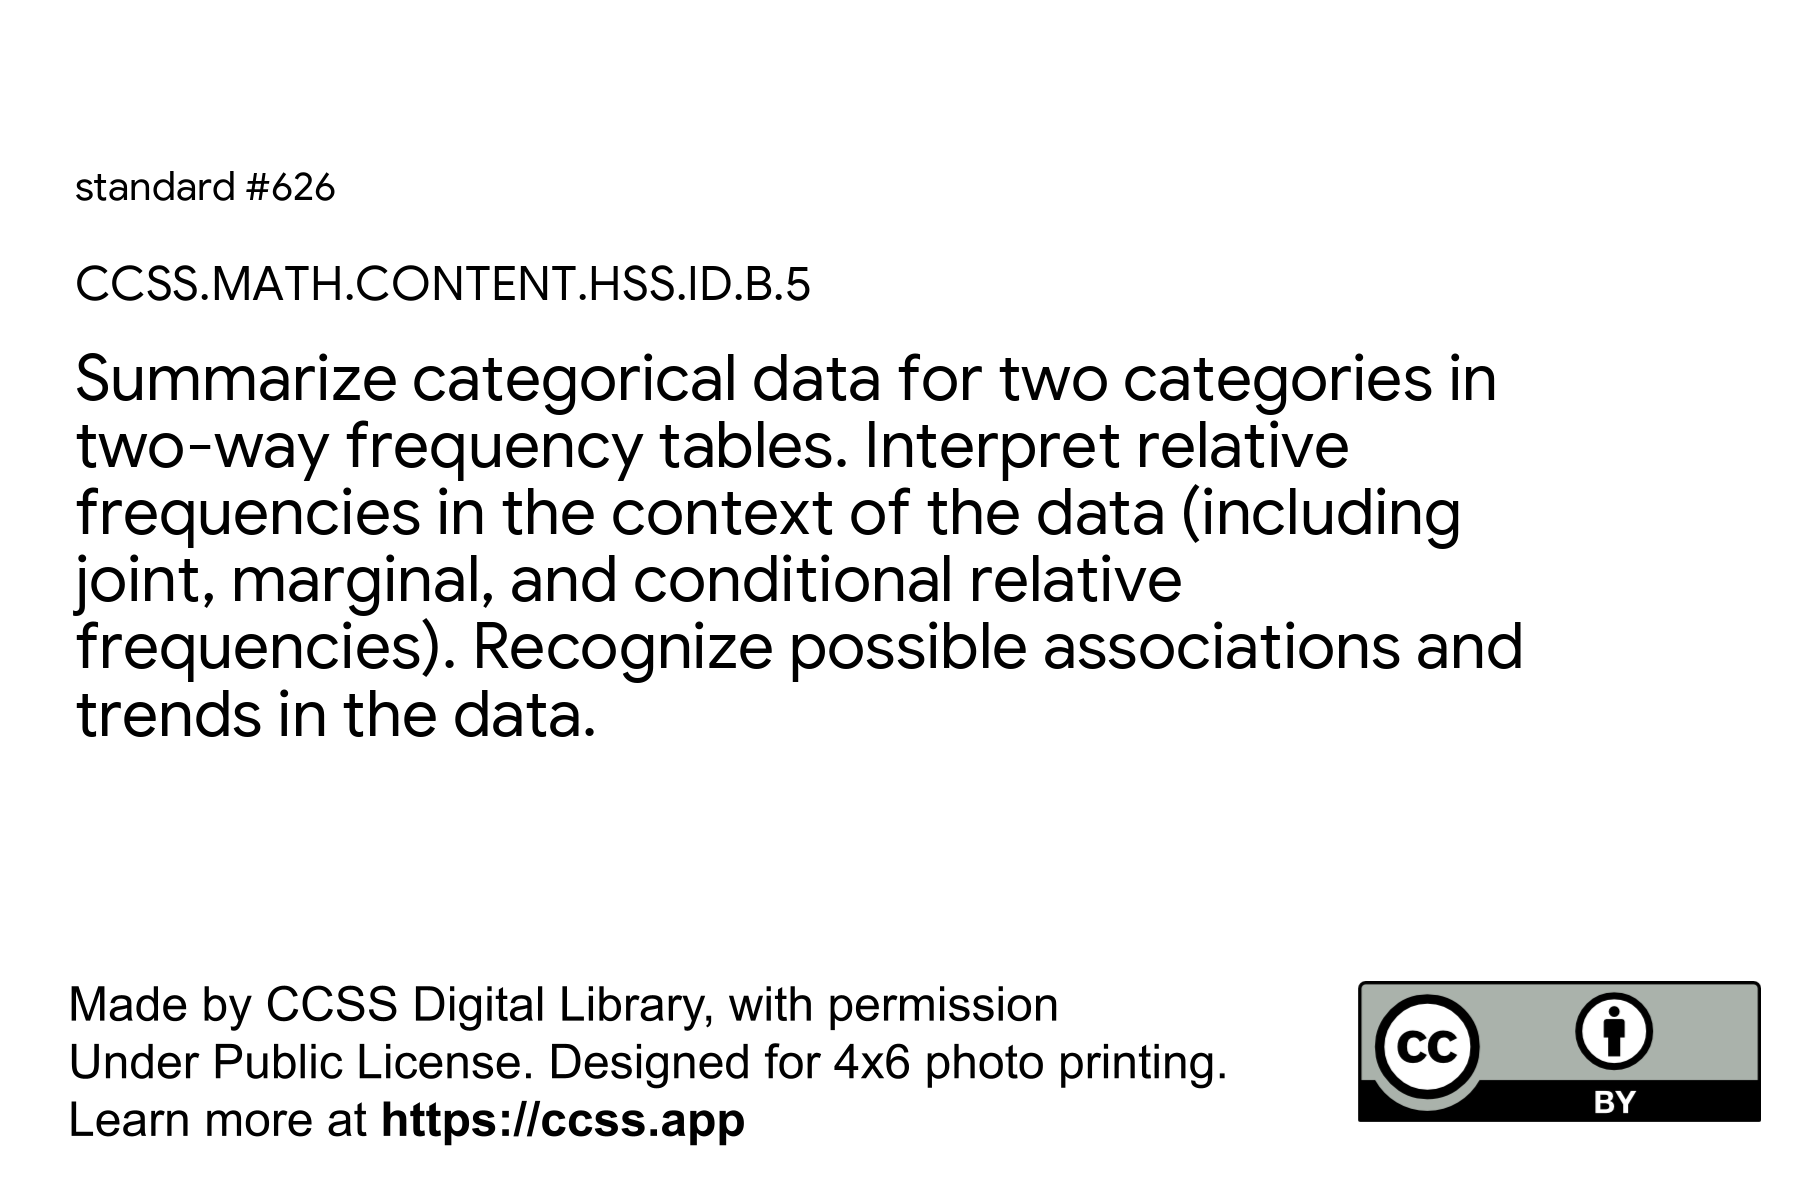 standard #626
CCSS.MATH.CONTENT.HSS.ID.B.5
Summarize categorical data for two categories in
two-way frequency tables. Interpret relative
frequencies in the context of the data (including
joint, marginal, and conditional relative
frequencies). Recognize possible associations and
trends in the data.
Made by CCSS Digital Library, with permission
Under Public License. Designed for 4x6 photo printing.
Learn more at https://ccss.app
CC
BY